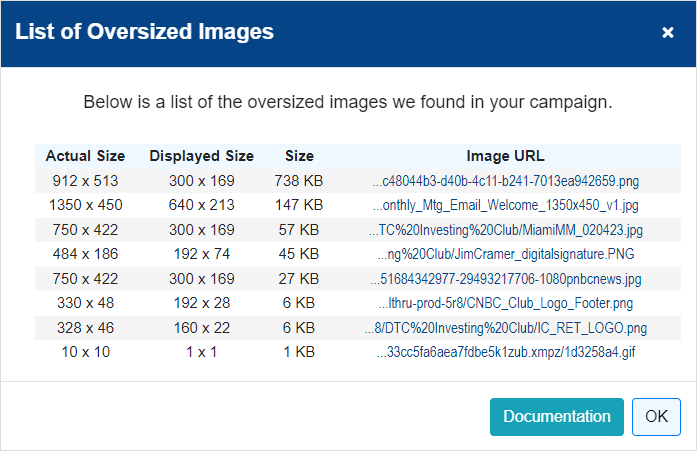 List of Oversized Images ×
Below is a list of the oversized images we found in your campaign.
Actual Size Displayed Size Size Image URL
912 x 513 300 x 169 738 KB ...c48044b3-d40b-4c11-b241-7013ea942659.png
1350 x 450 640 x 213 147 KB ...onthly_Mtg_Email_Welcome_1350x450_v1.jpg
750 x 422 300 x 169 57 KB ...TC%20Investing%20Club/MiamiMM_020423.jpg
484 x 186 192 x 74 45 KB ...ng%20Club/JimCramer_digitalsignature.PNG
750 x 422 300 x 169 27 KB ...51684342977-29493217706-1080pnbcnews.jpg
330 x 48 192 x 28 6 KB ...lthru-prod-5r8/CNBC_Club_Logo_Footer.png
328 x 46 160 x 22 6 KB ...8/DTC%20Investing%20Club/IC_RET_LOGO.png
10 x 10 1 x 1 1 KB ...33cc5fa6aea7fdbe5k1zub.xmpz/1d3258a4.gif
Documentation OK